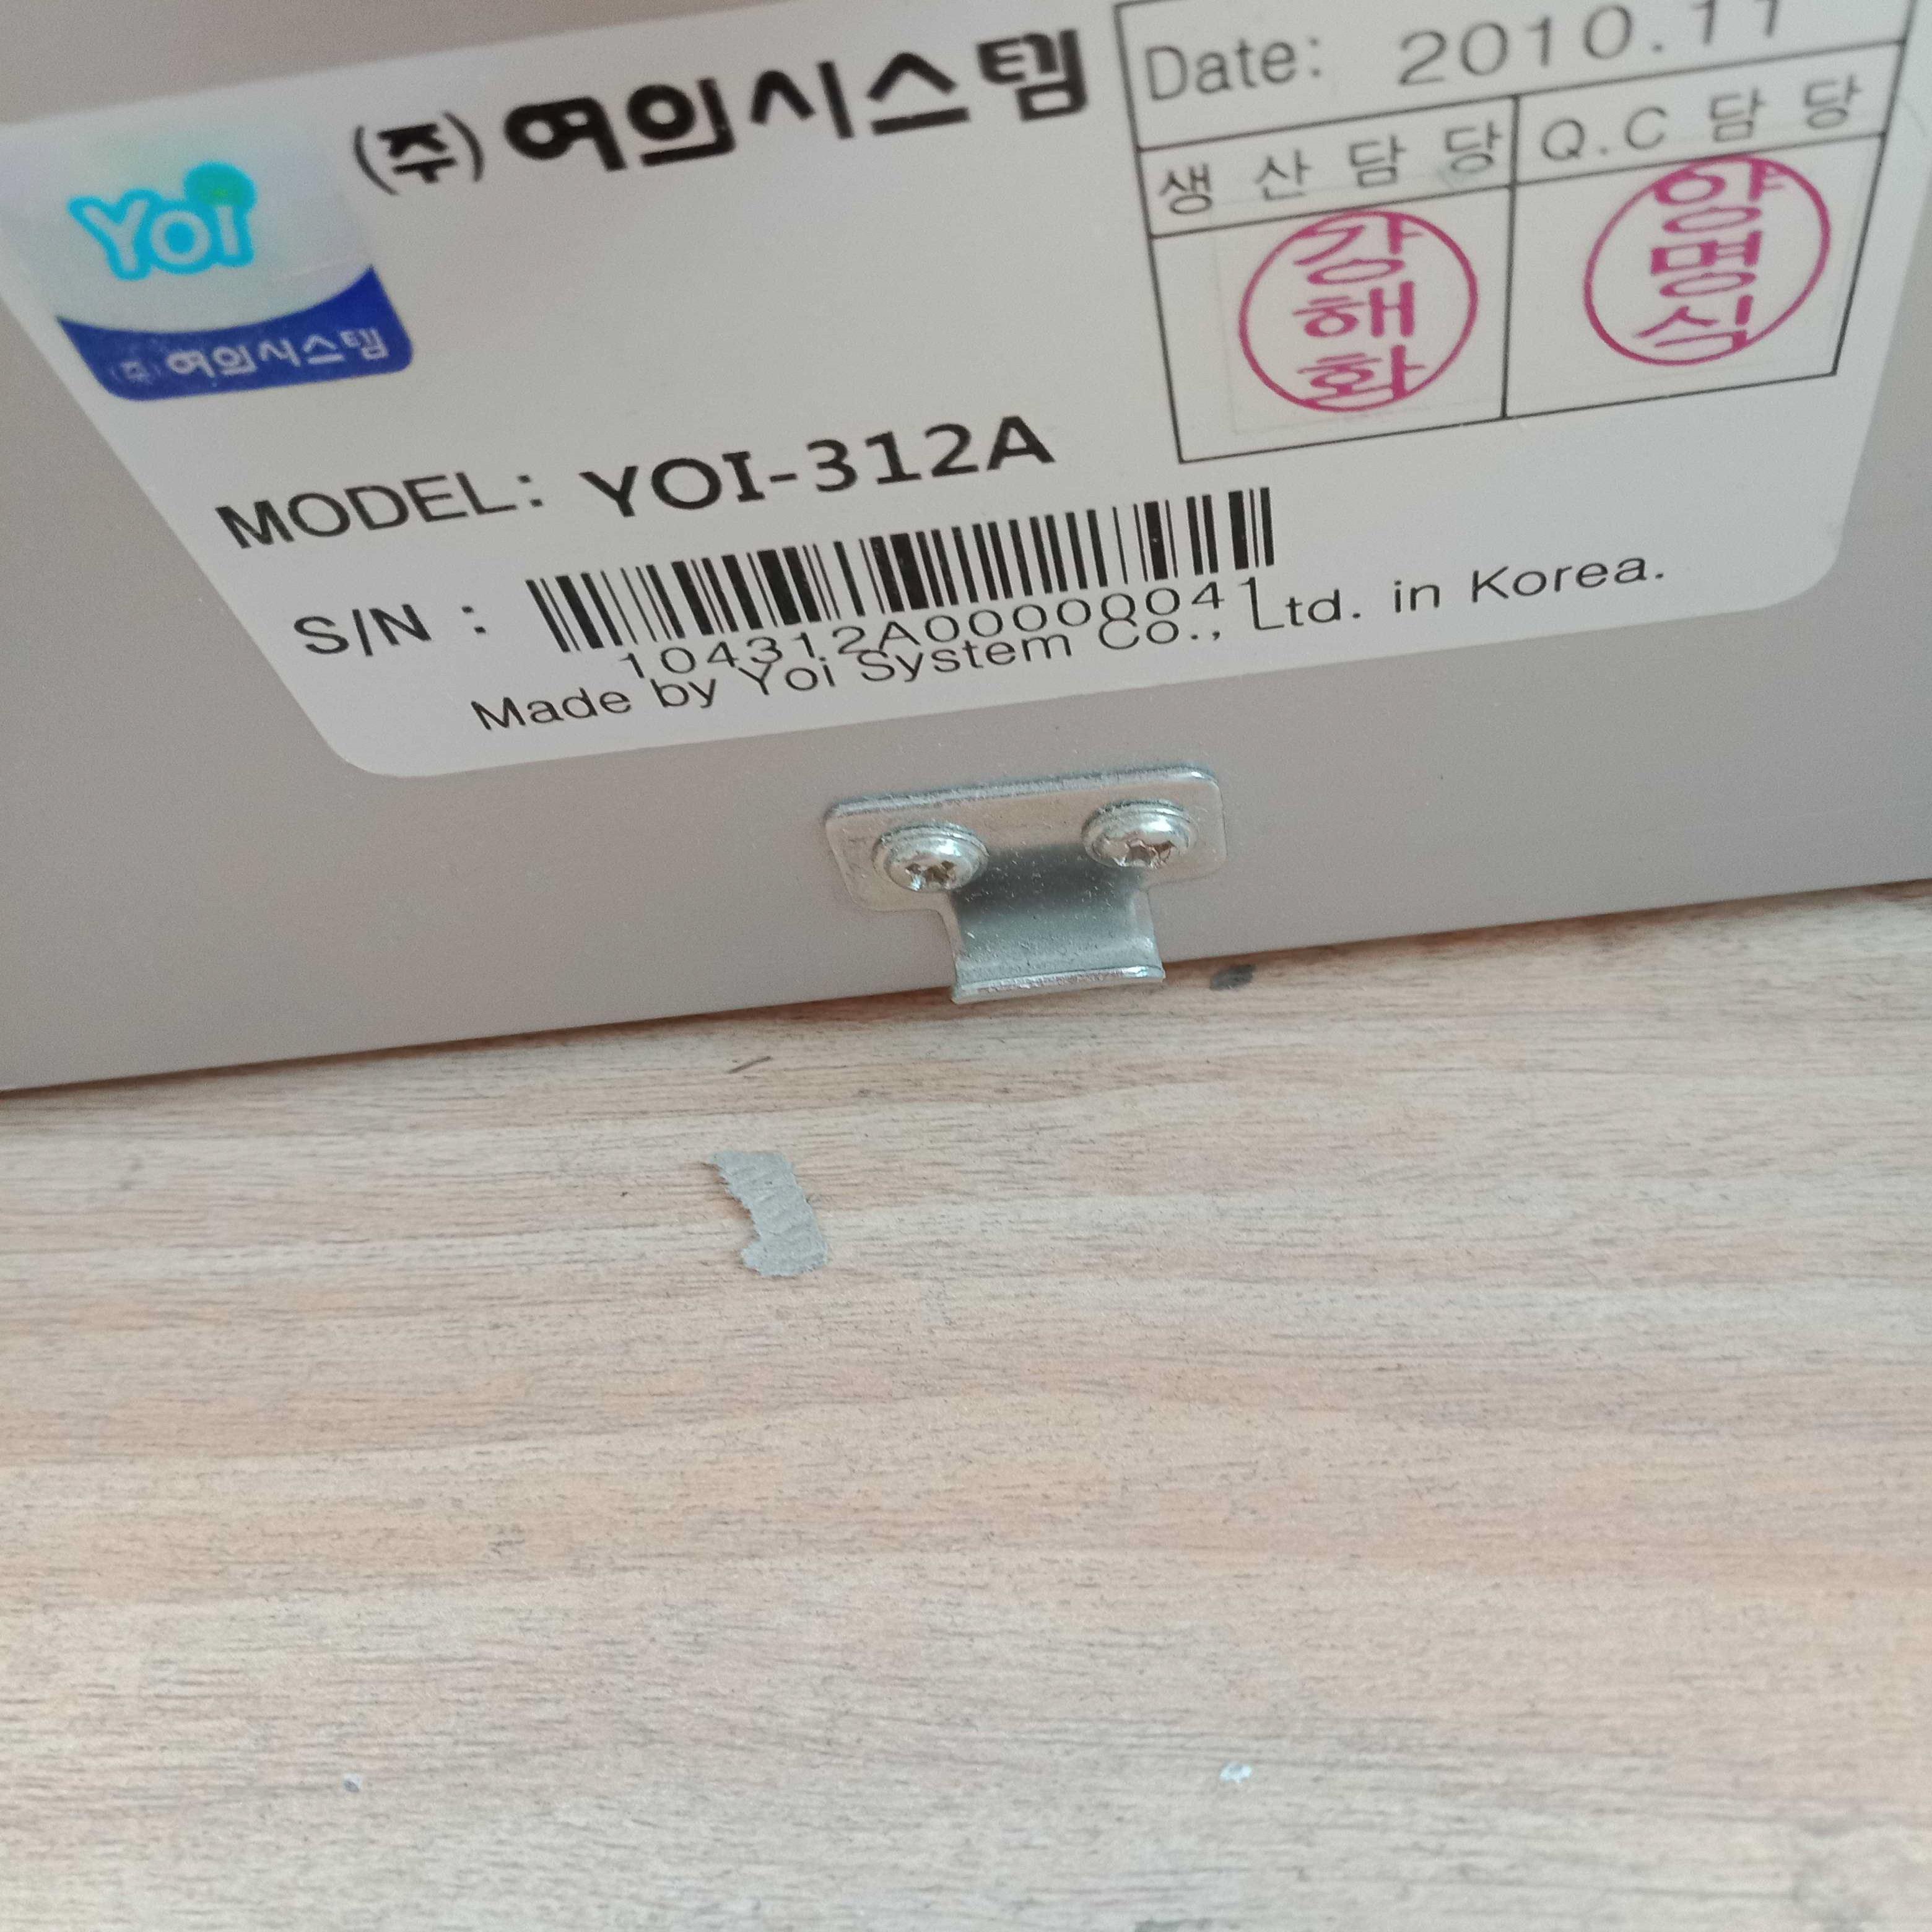 Yoi
(주)여의시스템
(주)여의시스템
Date: 2010.11
생 산 담 당
Q.C 담 당
강해화
양명식
MODEL: YOI-312A
S/N :
104312A00000041
Made by Yoi System Co., Ltd. in Korea.